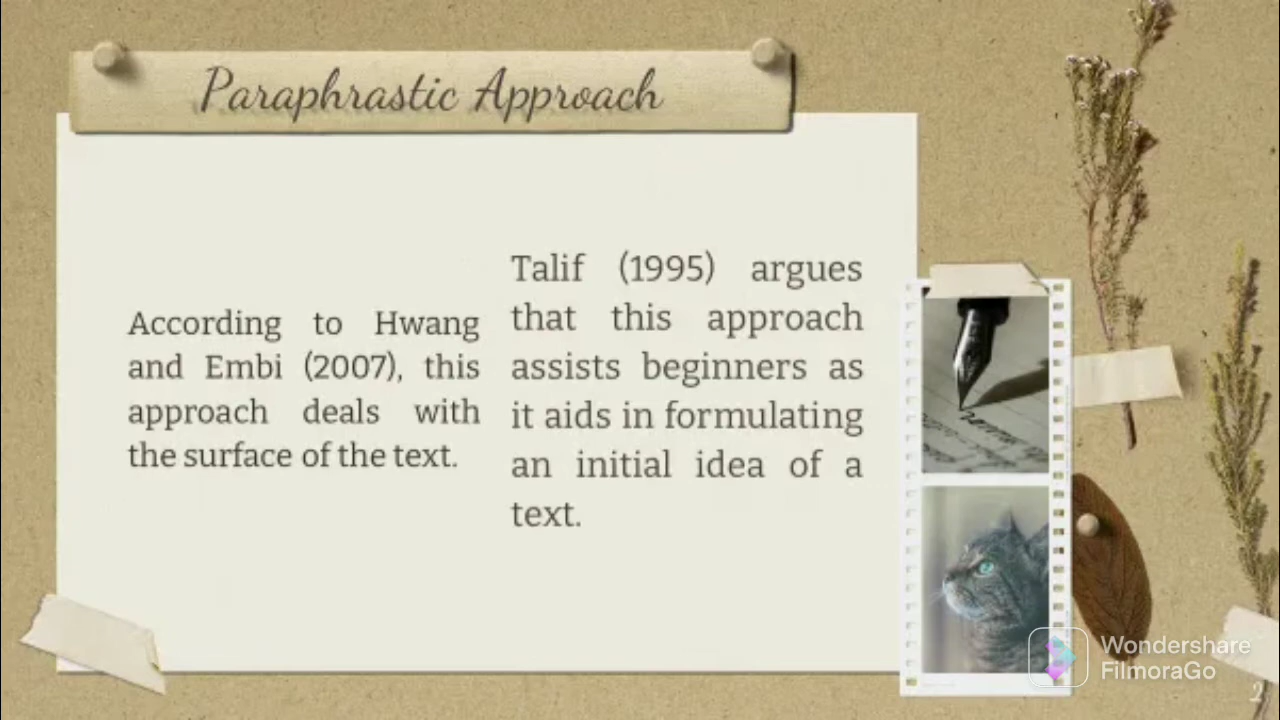 Paraphrastic Approach
According to Hwang
and Embi (2007), this
approach deals with
the surface of the text.
Talif (1995) argues
that this approach
assists beginners as
it aids in formulating
an initial idea of a
text.
Wondershare
FilmoraGo
2